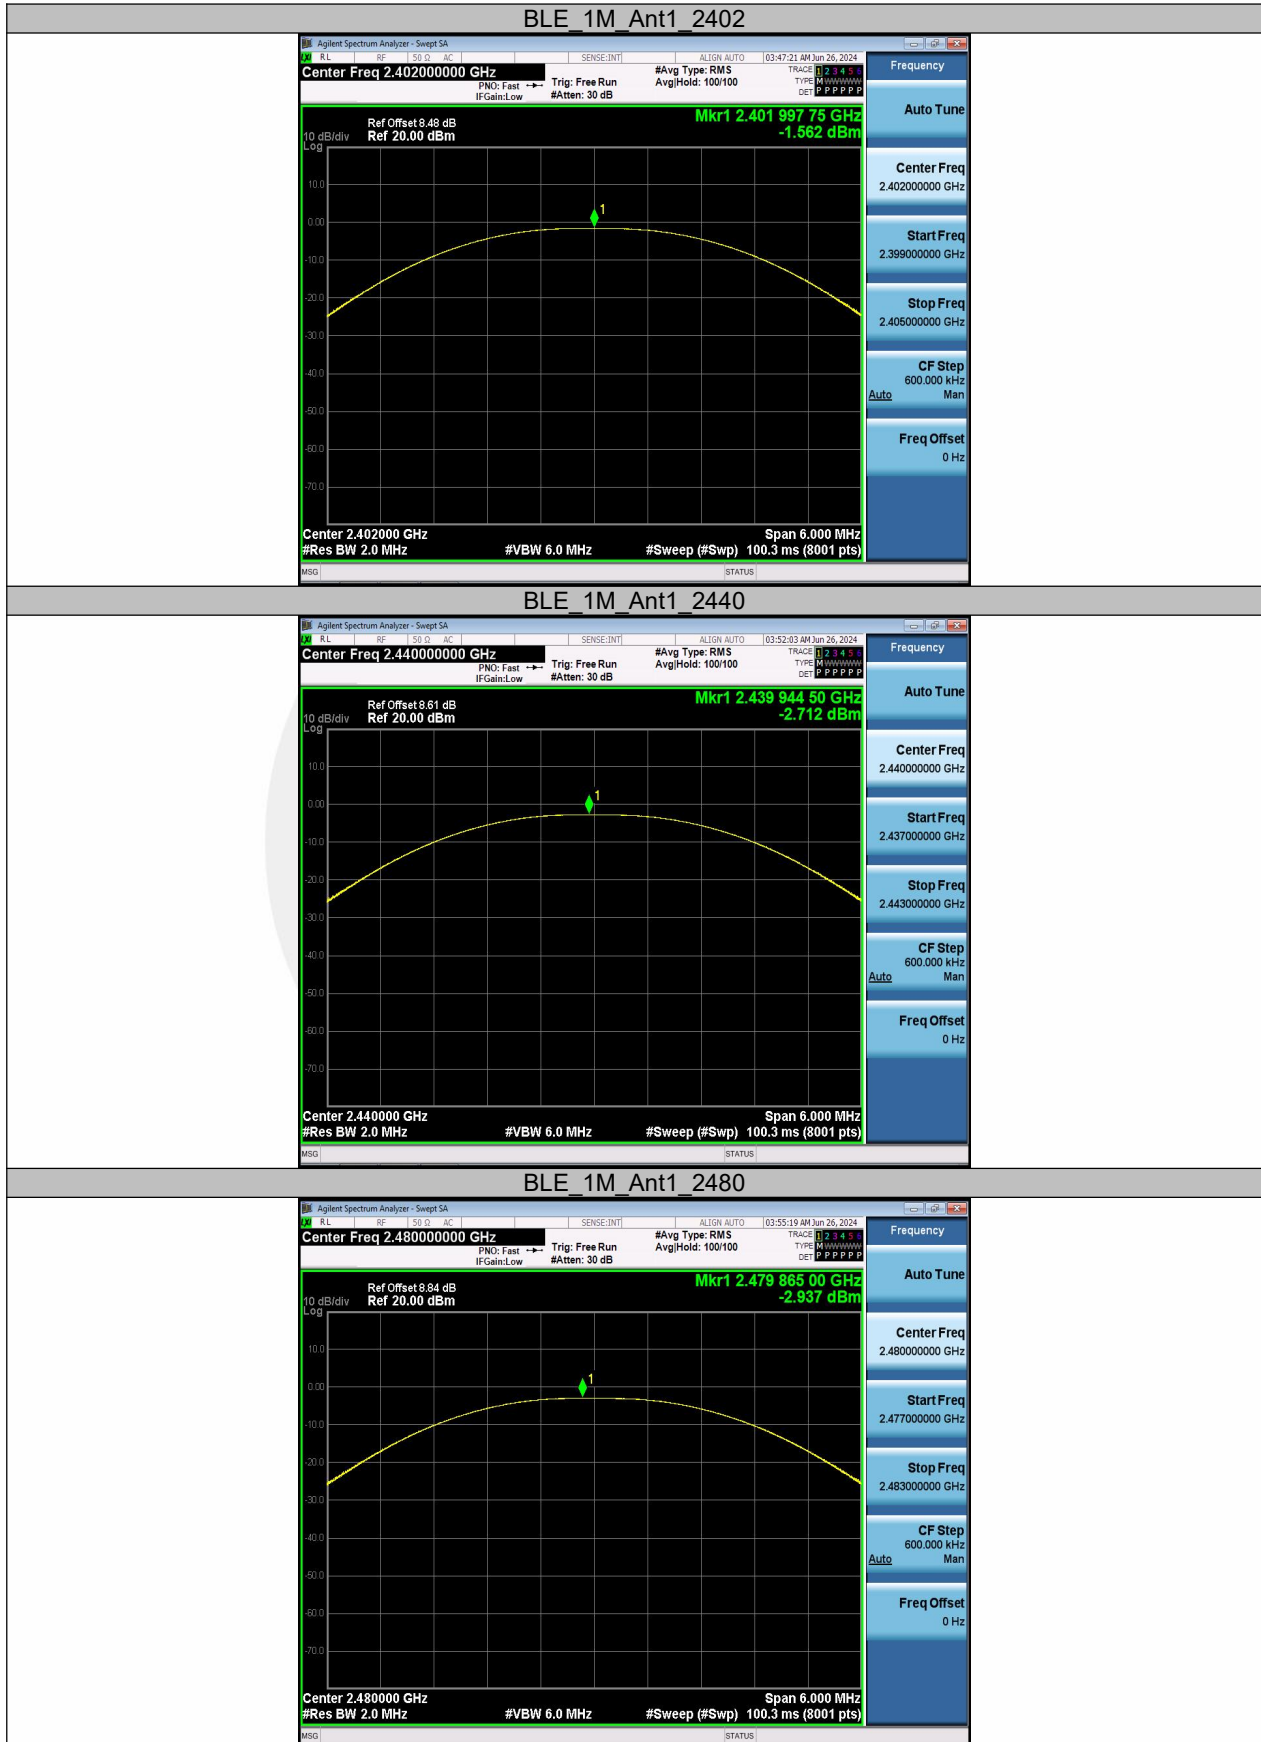 BLE_1M_Ant1_2402
Agilent Spectrum Analyzer - Swept SA
RL RF 50 Ω AC SENSE:INT ALIGN AUTO 03:47:21 AM Jun 26, 2024
Center Freq 2.402000000 GHz #Avg Type: RMS TRACE 1 2 3 4 5 6
PNO: Fast Trig: Free Run Avg|Hold: 100/100 TYPE M WWWWW
IFGain:Low #Atten: 30 dB DET P P P P P P
Frequency
Auto Tune
Mkr1 2.401 997 75 GHz
Ref Offset 8.48 dB
10 dB/div Ref 20.00 dBm -1.562 dBm
Log
10.0
0.00
-10.0
-20.0
-30.0
-40.0
-50.0
-60.0
-70.0
1
Center Freq
2.402000000 GHz
Start Freq
2.399000000 GHz
Stop Freq
2.405000000 GHz
CF Step
600.000 kHz
Auto Man
Freq Offset
0 Hz
Center 2.402000 GHz Span 6.000 MHz
#Res BW 2.0 MHz #VBW 6.0 MHz #Sweep (#Swp) 100.3 ms (8001 pts)
MSG STATUS
BLE_1M_Ant1_2440
Agilent Spectrum Analyzer - Swept SA
RL RF 50 Ω AC SENSE:INT ALIGN AUTO 03:52:03 AM Jun 26, 2024
Center Freq 2.440000000 GHz #Avg Type: RMS TRACE 1 2 3 4 5 6
PNO: Fast Trig: Free Run Avg|Hold: 100/100 TYPE M WWWWW
IFGain:Low #Atten: 30 dB DET P P P P P P
Frequency
Auto Tune
Mkr1 2.439 944 50 GHz
Ref Offset 8.61 dB
10 dB/div Ref 20.00 dBm -2.712 dBm
Log
10.0
0.00
-10.0
-20.0
-30.0
-40.0
-50.0
-60.0
-70.0
1
Center Freq
2.440000000 GHz
Start Freq
2.437000000 GHz
Stop Freq
2.443000000 GHz
CF Step
600.000 kHz
Auto Man
Freq Offset
0 Hz
Center 2.440000 GHz Span 6.000 MHz
#Res BW 2.0 MHz #VBW 6.0 MHz #Sweep (#Swp) 100.3 ms (8001 pts)
MSG STATUS
BLE_1M_Ant1_2480
Agilent Spectrum Analyzer - Swept SA
RL RF 50 Ω AC SENSE:INT ALIGN AUTO 03:55:19 AM Jun 26, 2024
Center Freq 2.480000000 GHz #Avg Type: RMS TRACE 1 2 3 4 5 6
PNO: Fast Trig: Free Run Avg|Hold: 100/100 TYPE M WWWWW
IFGain:Low #Atten: 30 dB DET P P P P P P
Frequency
Auto Tune
Mkr1 2.479 865 00 GHz
Ref Offset 8.84 dB
10 dB/div Ref 20.00 dBm -2.937 dBm
Log
10.0
0.00
-10.0
-20.0
-30.0
-40.0
-50.0
-60.0
-70.0
1
Center Freq
2.480000000 GHz
Start Freq
2.477000000 GHz
Stop Freq
2.483000000 GHz
CF Step
600.000 kHz
Auto Man
Freq Offset
0 Hz
Center 2.480000 GHz Span 6.000 MHz
#Res BW 2.0 MHz #VBW 6.0 MHz #Sweep (#Swp) 100.3 ms (8001 pts)
MSG STATUS